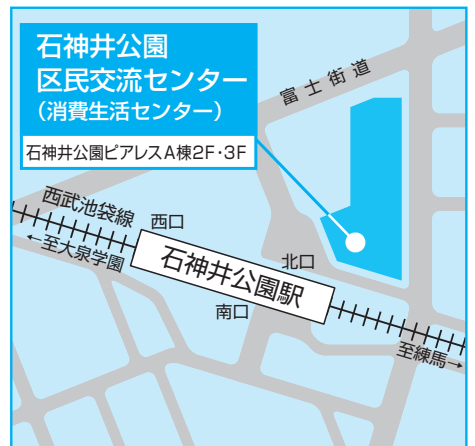 石神井公園
区民交流センター
（消費生活センター）
石神井公園ピアレスA棟2F･3F
富士街道
西武池袋線
西口
←至大泉学園
石神井公園駅
北口
南口
至練馬→